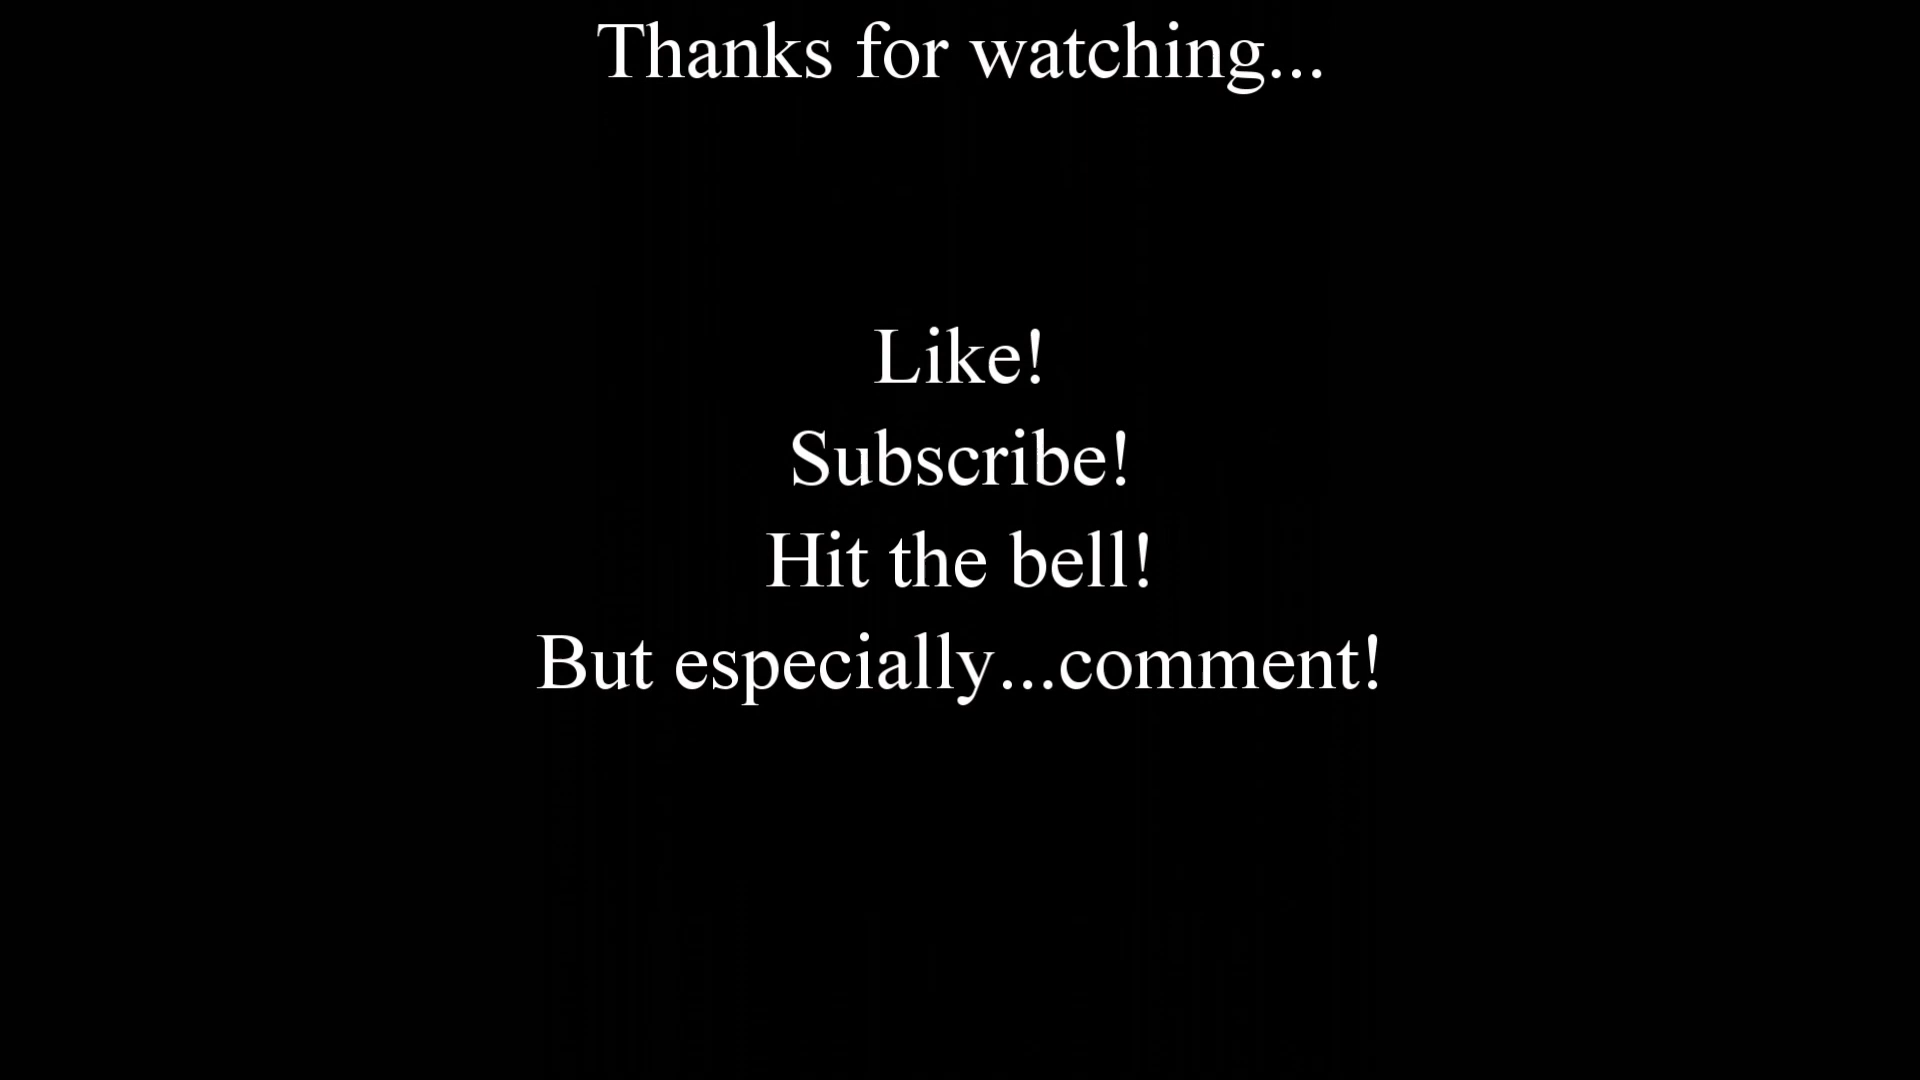 Thanks for watching...
Like!
Subscribe!
Hit the bell!
But especially...comment!